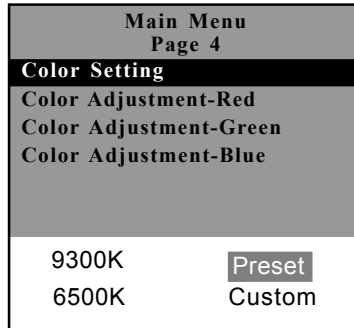 Main Menu
Page 4
Color Setting
Color Adjustment-Red
Color Adjustment-Green
Color Adjustment-Blue
9300K Preset
6500K Custom